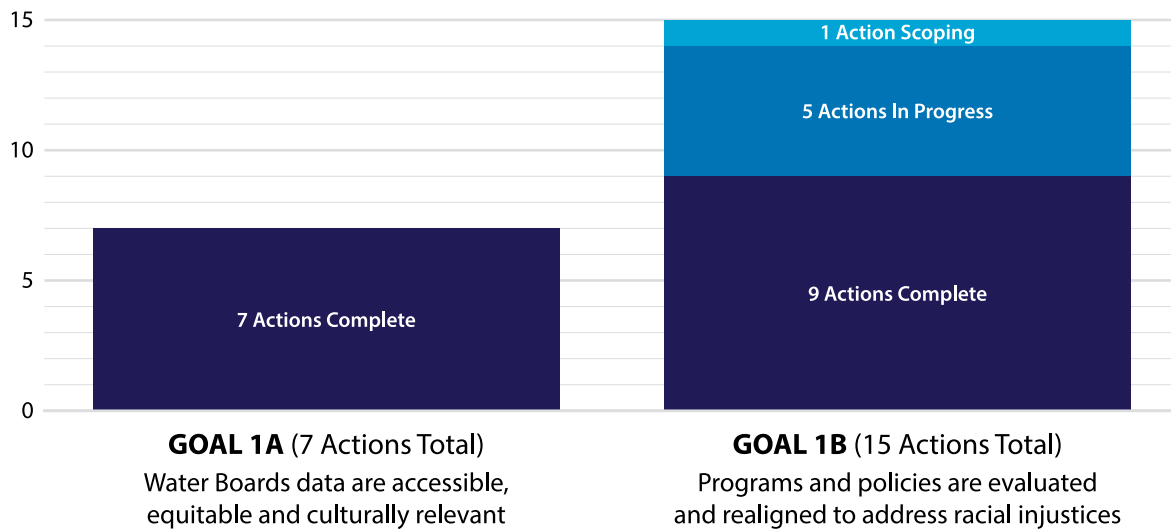 15
1 Action Scoping
5 Actions In Progress
10
9 Actions Complete
5
7 Actions Complete
0
GOAL 1A (7 Actions Total)
Water Boards data are accessible,
equitable and culturally relevant
GOAL 1B (15 Actions Total)
Programs and policies are evaluated
and realigned to address racial injustices